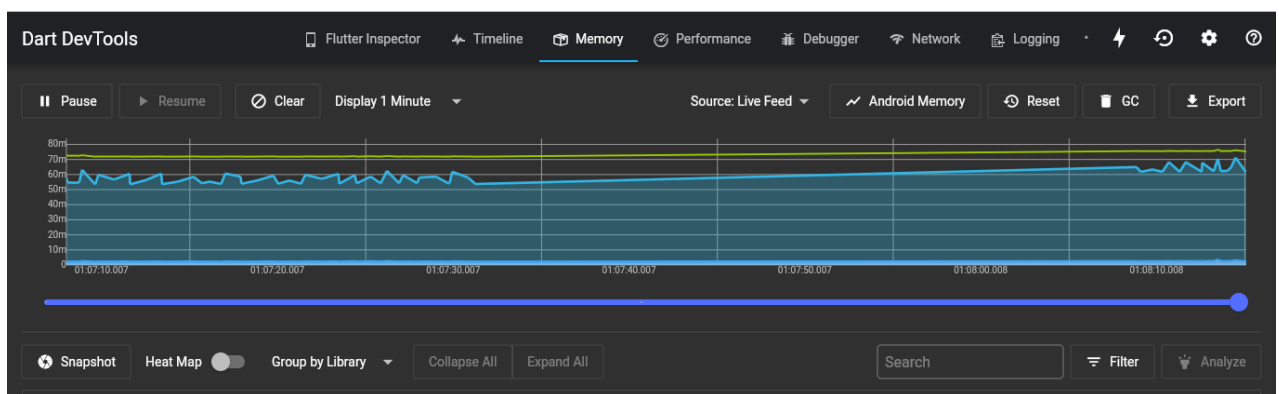 Dart DevTools Flutter Inspector Timeline Memory Performance Debugger Network Logging
Pause Resume Clear Display 1 Minute Source: Live Feed Android Memory Reset GC Export
80m
70m
60m
50m
40m
30m
20m
10m
0
01:07:10.007 01:07:20.007 01:07:30.007 01:07:40.007 01:07:50.007 01:08:00.008 01:08:10.008
Snapshot Heat Map Group by Library Collapse All Expand All Search Filter Analyze